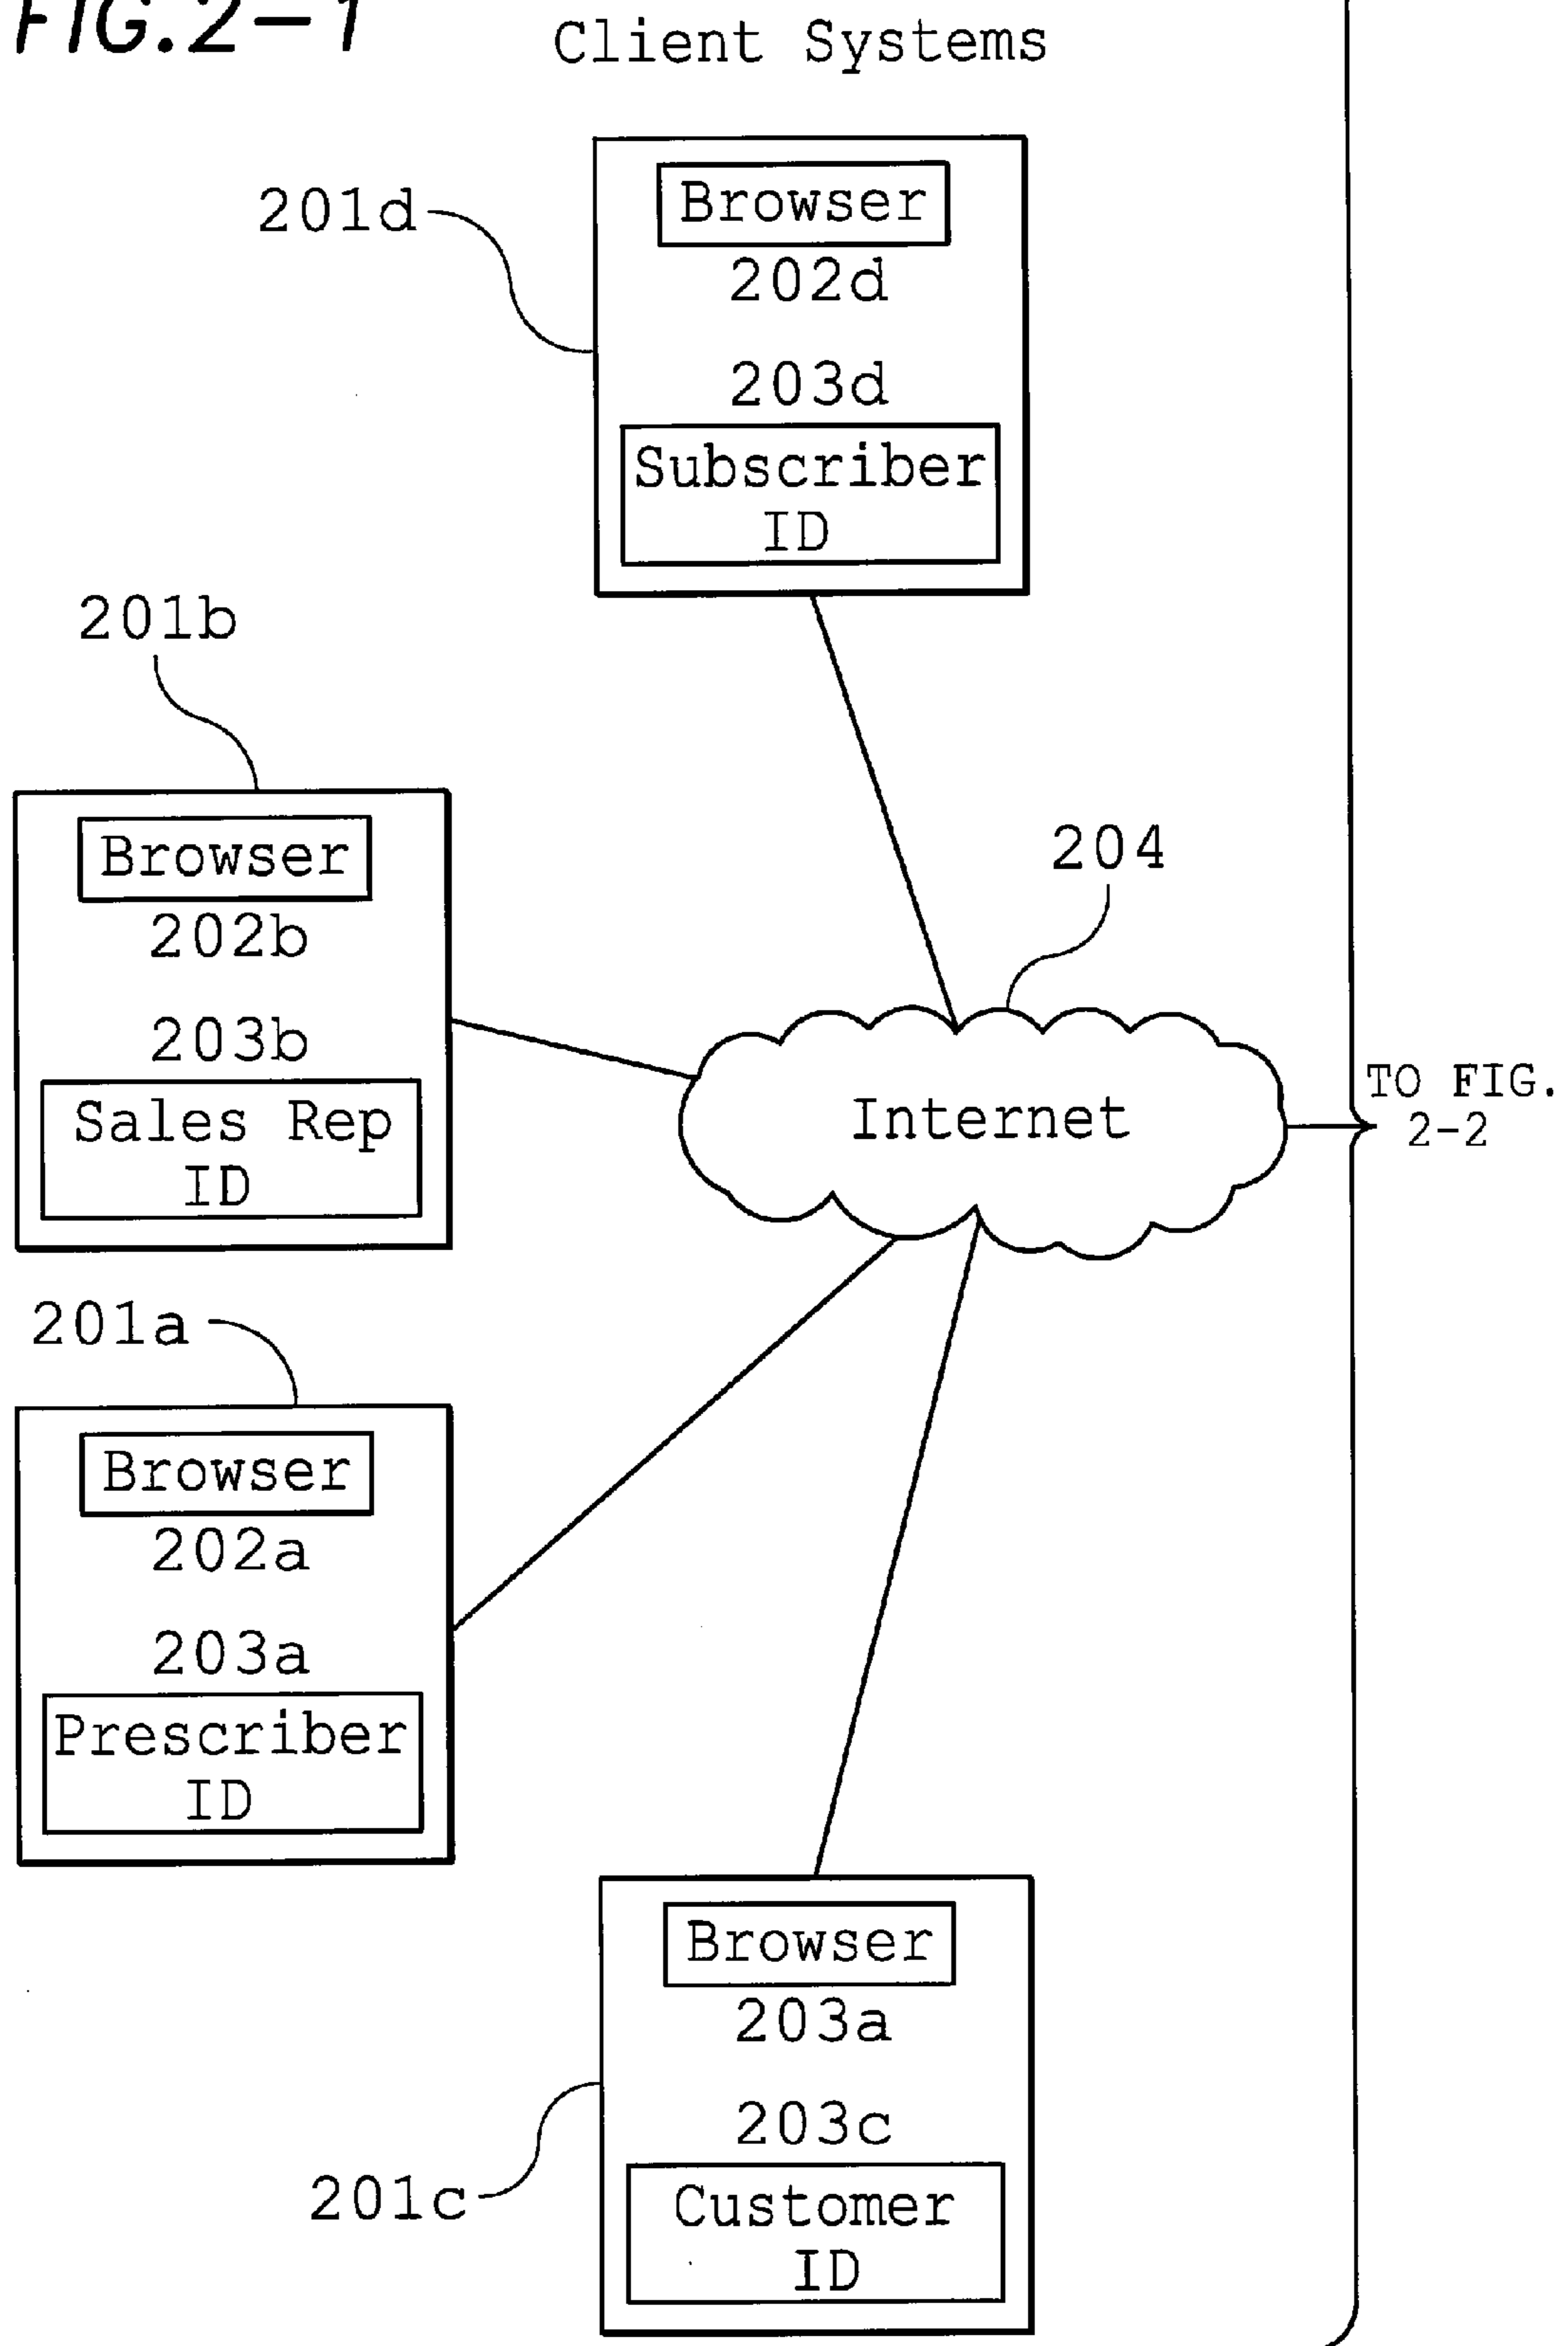 FIG.2-1
Client Systems
201d
Browser
202d
203d
Subscriber
ID
201b
Browser
202b
203b
Sales Rep
ID
204
Internet
TO FIG.
2-2
201a
Browser
202a
203a
Prescriber
ID
Browser
203a
203c
Customer
ID
201c